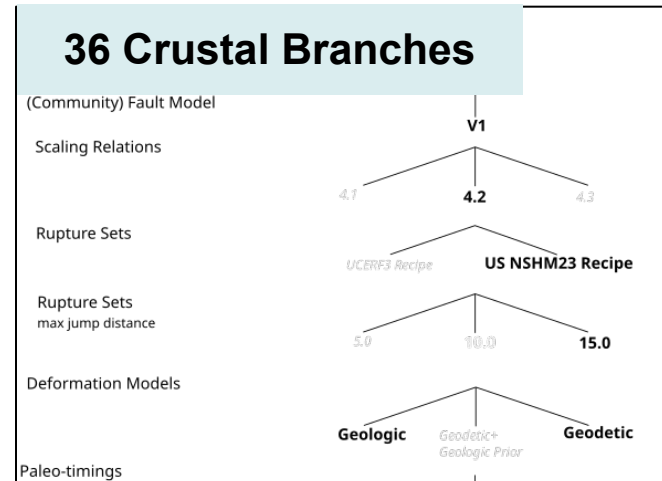 36 Crustal Branches
(Community) Fault Model
V1
Scaling Relations
4.1 4.2 4.3
Rupture Sets
UCERF3 Recipe US NSHM23 Recipe
Rupture Sets
max jump distance
5.0 10.0 15.0
Deformation Models
Geologic Geodetic+ Geodetic
Geologic Prior
Paleo-timings